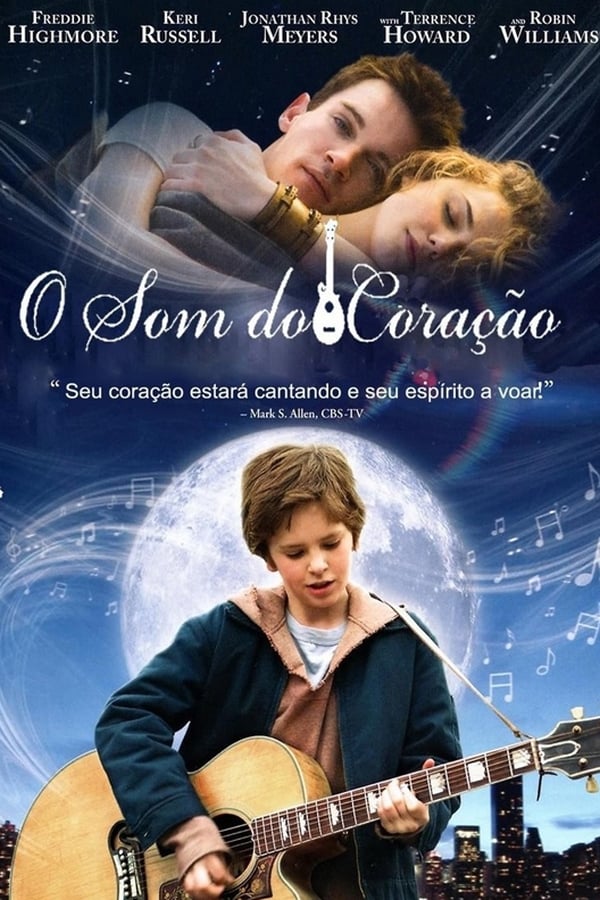 FREDDIE HIGHMORE KERI RUSSELL JONATHAN RHYS MEYERS WITH TERRENCE HOWARD AND ROBIN WILLIAMS
O Som do Coração
“ Seu coração estará cantando e seu espírito a voar!”
– Mark S. Allen, CBS-TV